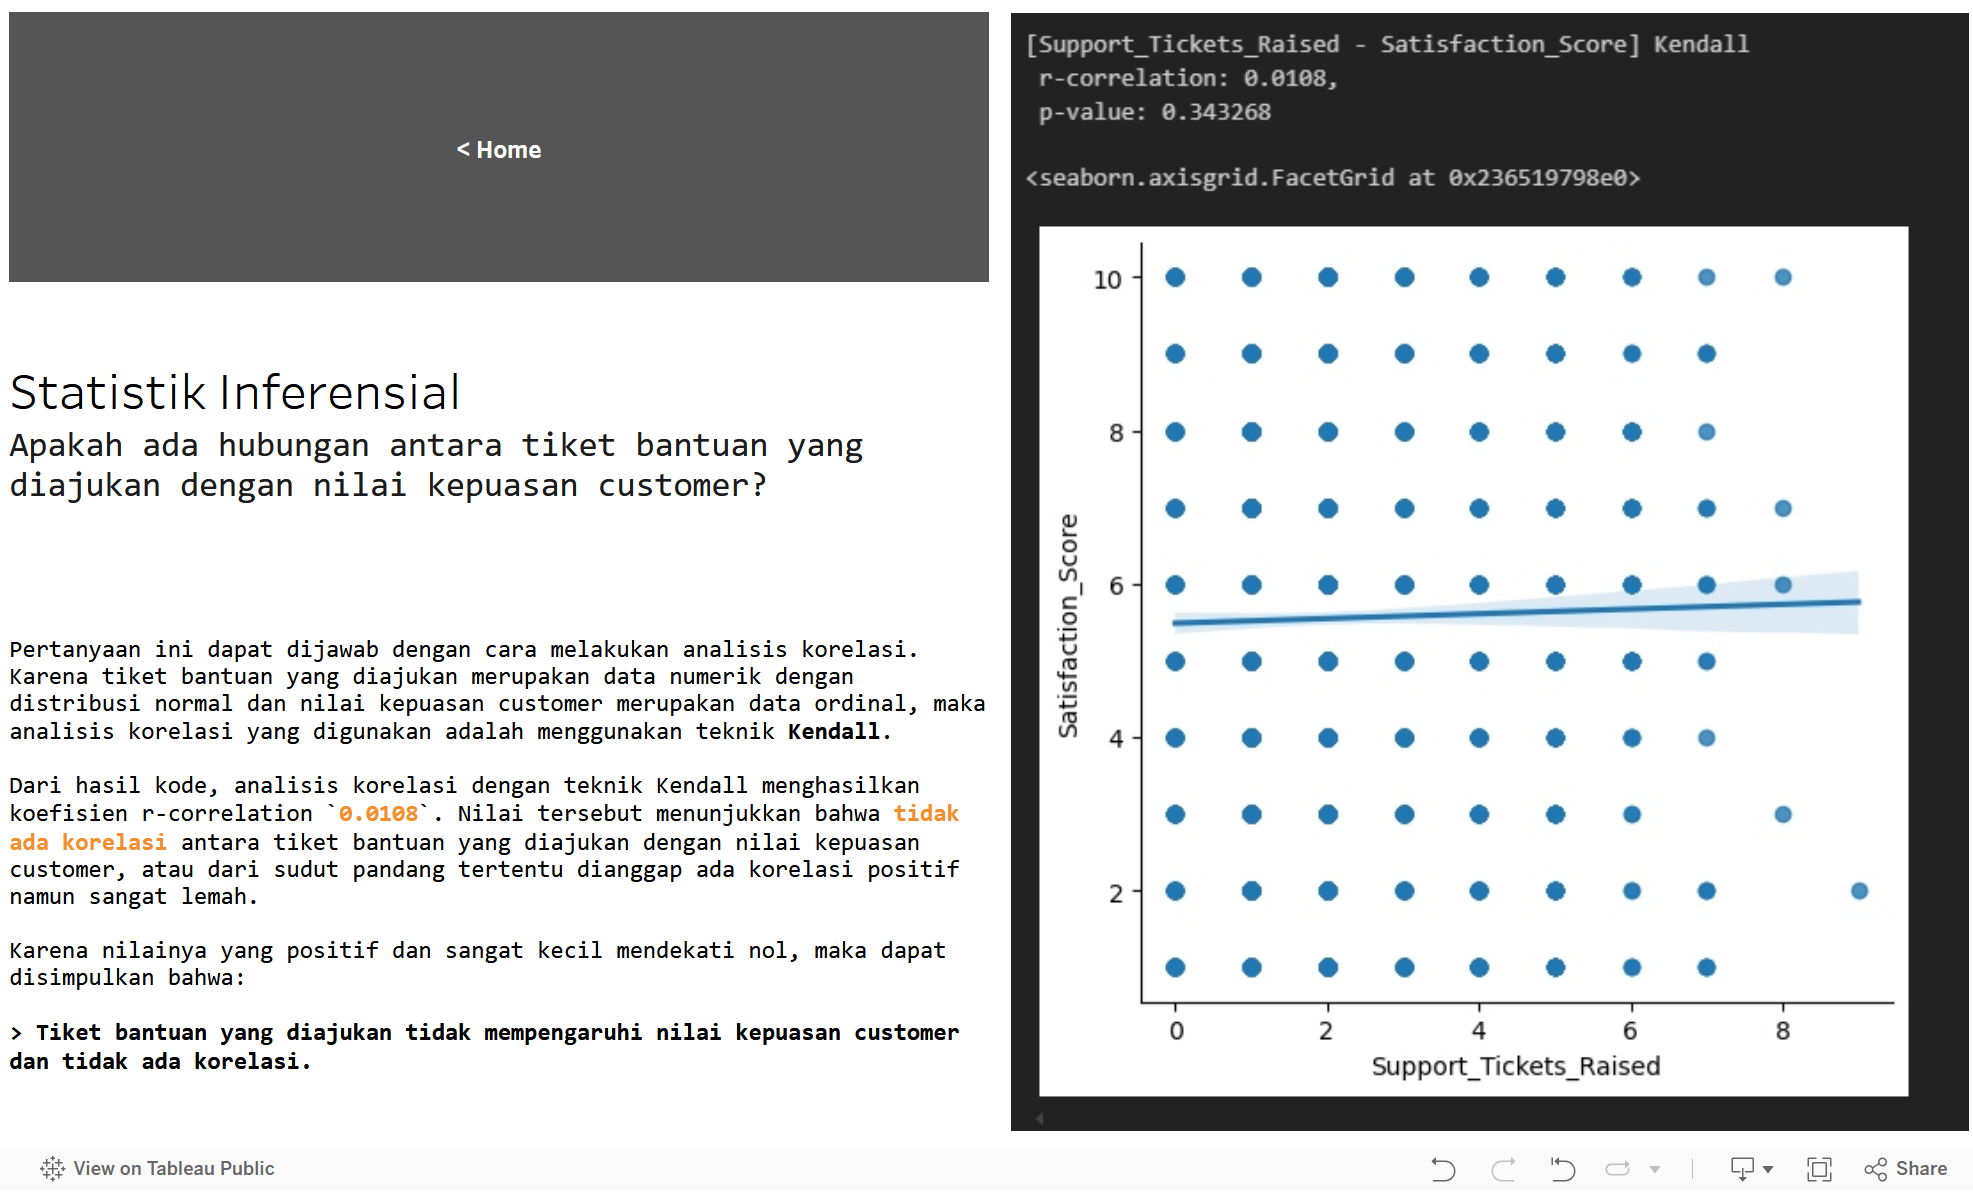 < Home
Statistik Inferensial
Apakah ada hubungan antara tiket bantuan yang
diajukan dengan nilai kepuasan customer?
Pertanyaan ini dapat dijawab dengan cara melakukan analisis korelasi.
Karena tiket bantuan yang diajukan merupakan data numerik dengan
distribusi normal dan nilai kepuasan customer merupakan data ordinal, maka
analisis korelasi yang digunakan adalah menggunakan teknik Kendall.
Dari hasil kode, analisis korelasi dengan teknik Kendall menghasilkan
koefisien r-correlation `0.0108`. Nilai tersebut menunjukkan bahwa tidak
ada korelasi antara tiket bantuan yang diajukan dengan nilai kepuasan
customer, atau dari sudut pandang tertentu dianggap ada korelasi positif
namun sangat lemah.
Karena nilainya yang positif dan sangat kecil mendekati nol, maka dapat
disimpulkan bahwa:
> Tiket bantuan yang diajukan tidak mempengaruhi nilai kepuasan customer
dan tidak ada korelasi.
[Support_Tickets_Raised - Satisfaction_Score] Kendall
r-correlation: 0.0108,
p-value: 0.343268
<seaborn.axisgrid.FacetGrid at 0x236519798e0>
10
8
6
4
2
Satisfaction_Score
0 2 4 6 8
Support_Tickets_Raised
View on Tableau Public
Share